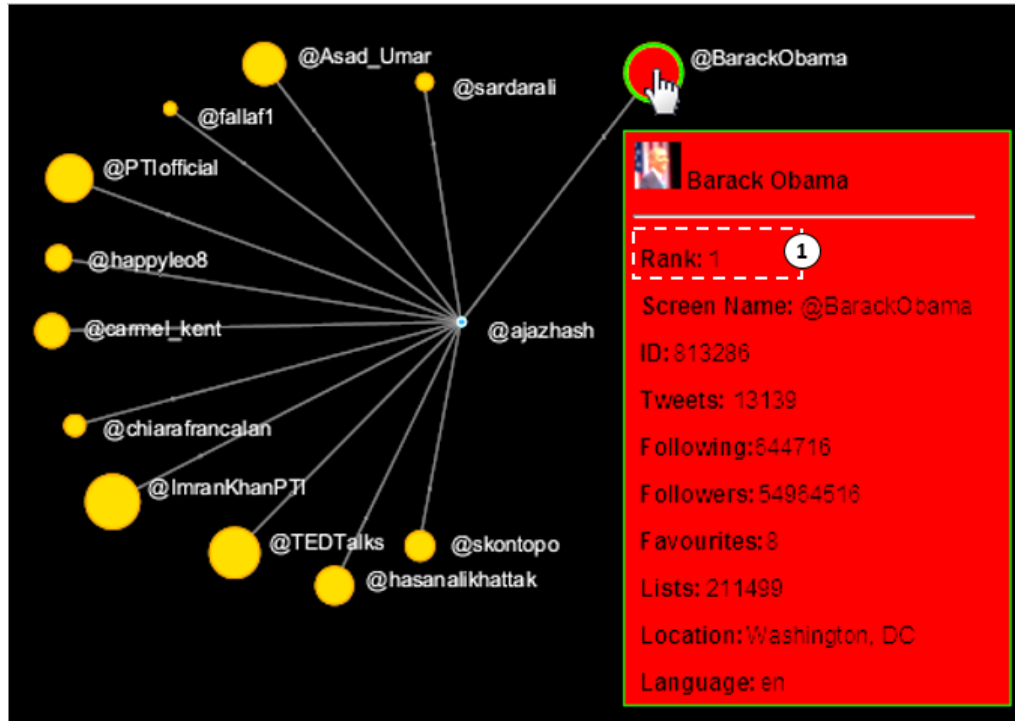 @Asad_Umar
@BarackObama
@sardarali
@fallaf1
@PTIofficial
@happyleo8
@carmel_kent
@ajazhash
@chiarafrancalan
@ImranKhanPTI
@TEDTalks
@skontopo
@hasanalikhattak
Barack Obama
Rank: 1
1
Screen Name: @BarackObama
ID: 813286
Tweets: 13139
Following:644716
Followers: 54964516
Favourites: 8
Lists: 211499
Location: Washington, DC
Language: en